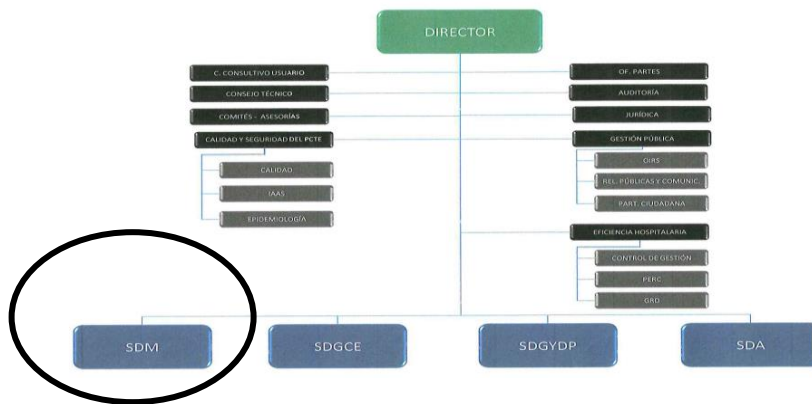 DIRECTOR
C. CONSULTIVO USUARIO
CONSEJO TÉCNICO
COMITÉS - ASESORÍAS
CALIDAD Y SEGURIDAD DEL PCTE
CALIDAD
IAAS
EPIDEMIOLOGÍA
OF. PARTES
AUDITORÍA
JURÍDICA
GESTIÓN PÚBLICA
OIRS
REL. PÚBLICAS Y COMUNIC.
PART. CIUDADANA
EFICIENCIA HOSPITALARIA
CONTROL DE GESTIÓN
PERC
GRD
SDM
SDGCE
SDGYDP
SDA